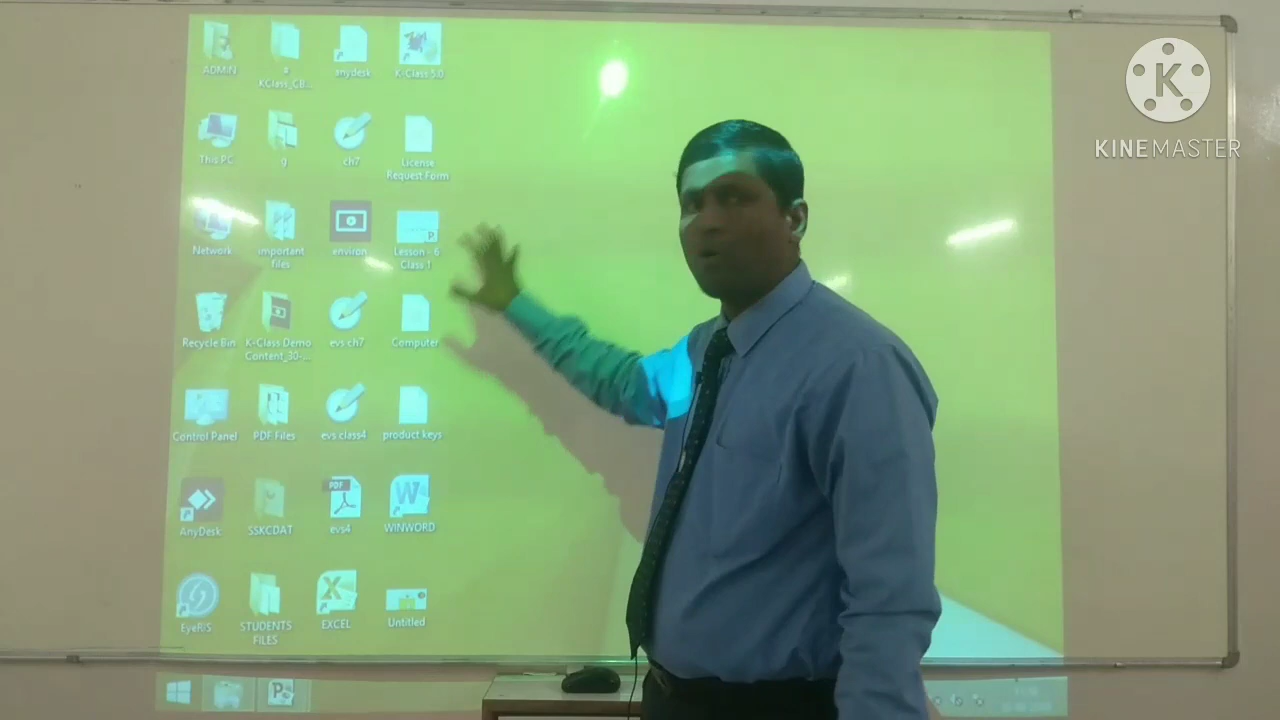 ADMIN
a
KClass_CB...
anydesk
K-Class 5.0
This PC
g
ch7
License
Request Form
Network
important
files
environ
Lesson - 6
Class 1
Recycle Bin
K-Class Demo
Content_30-...
evs ch7
Computer
Control Panel
PDF Files
evs class4
product keys
AnyDesk
SSKCDAT
PDF
evs4
WINWORD
EyeRIS
STUDENTS
FILES
EXCEL
Untitled
K
KINEMASTER